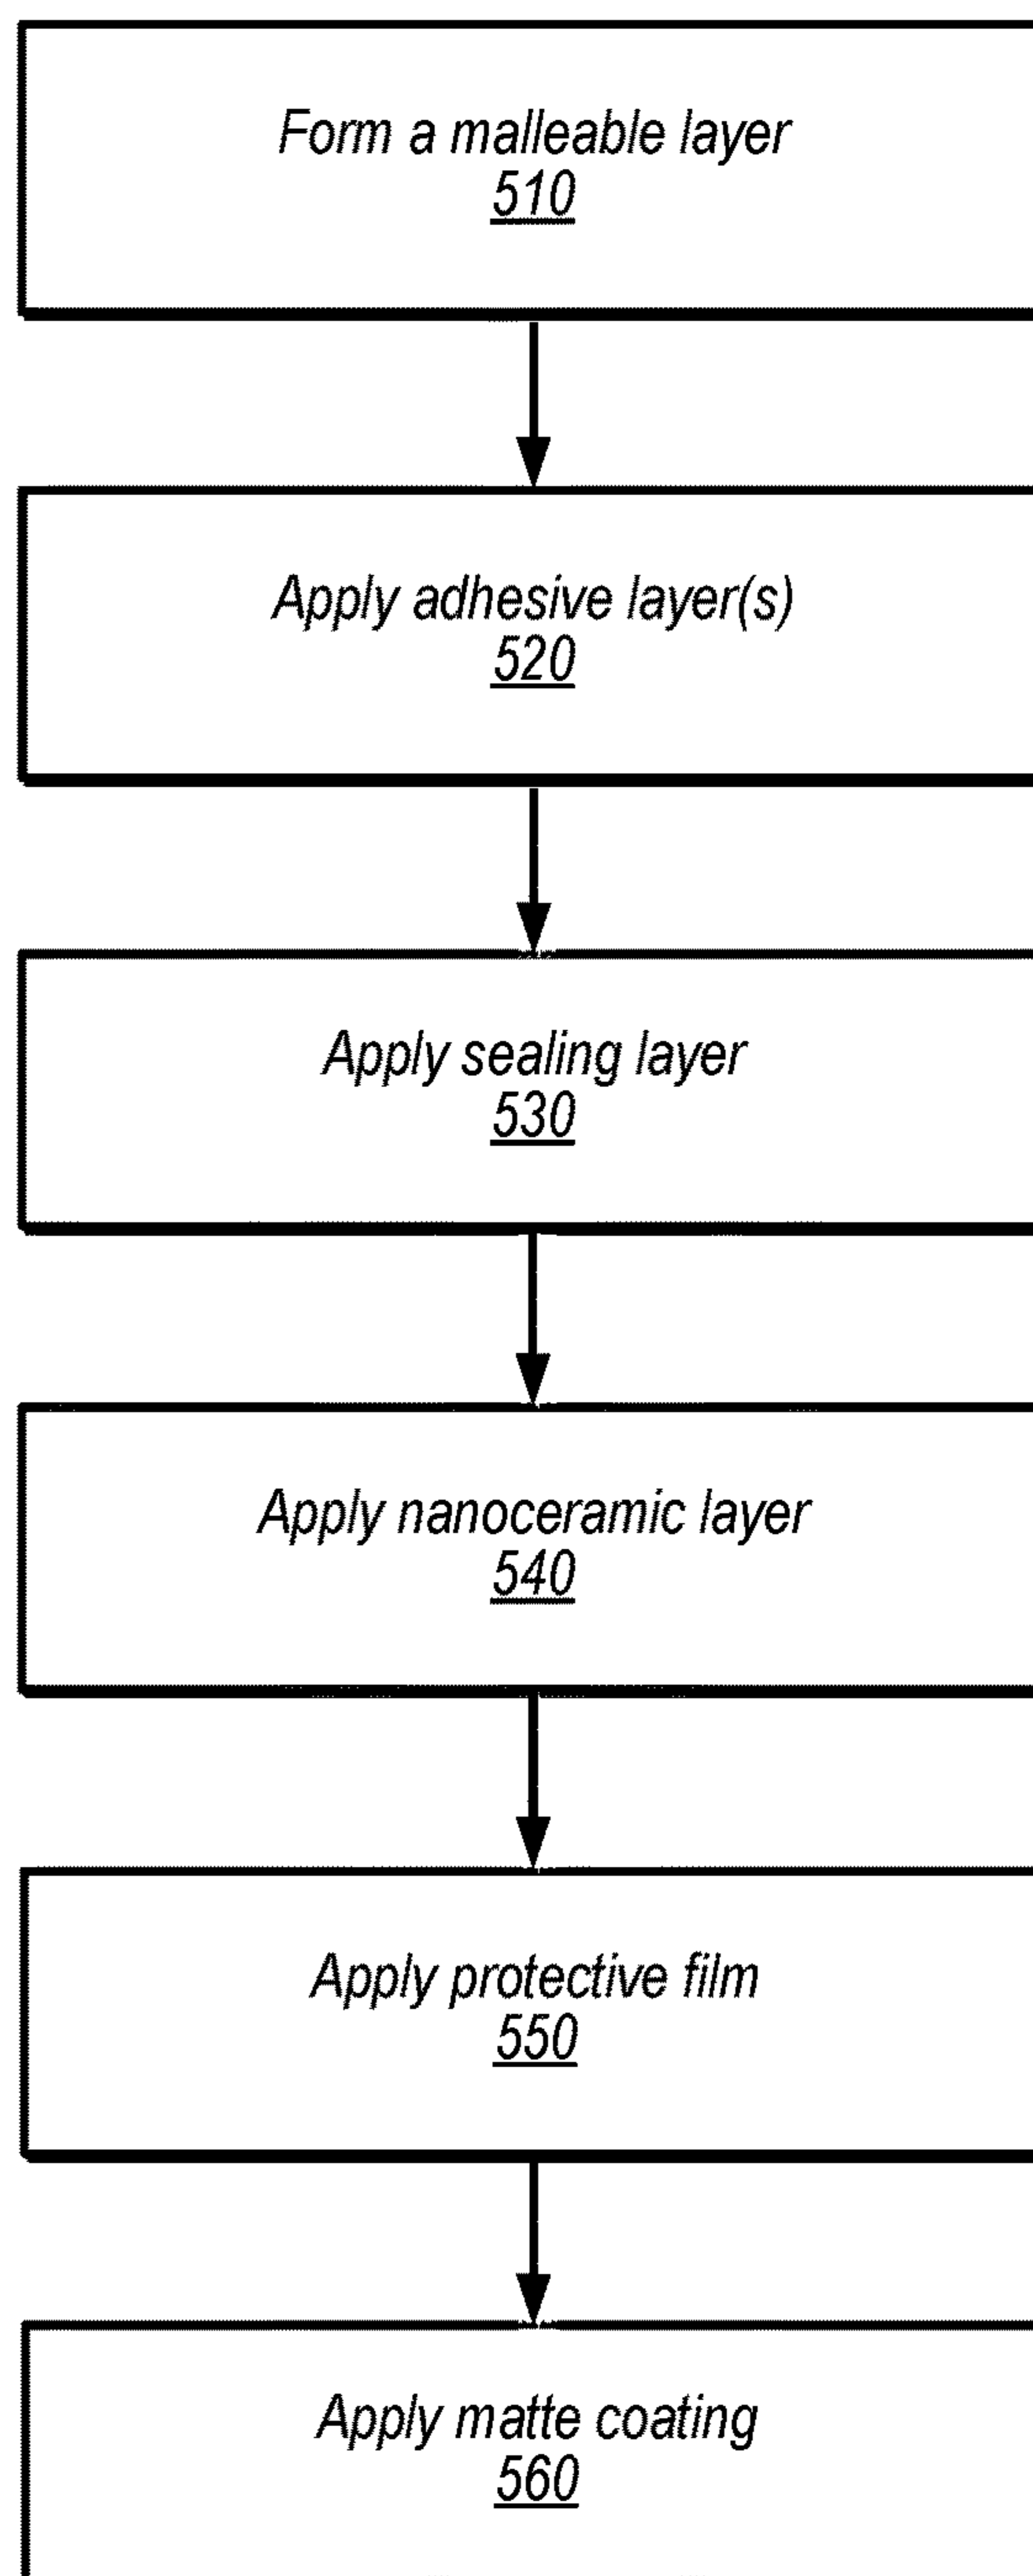 Form a malleable layer
510
Apply adhesive layer(s)
520
Apply sealing layer
530
Apply nanoceramic layer
540
Apply protective film
550
Apply matte coating
560